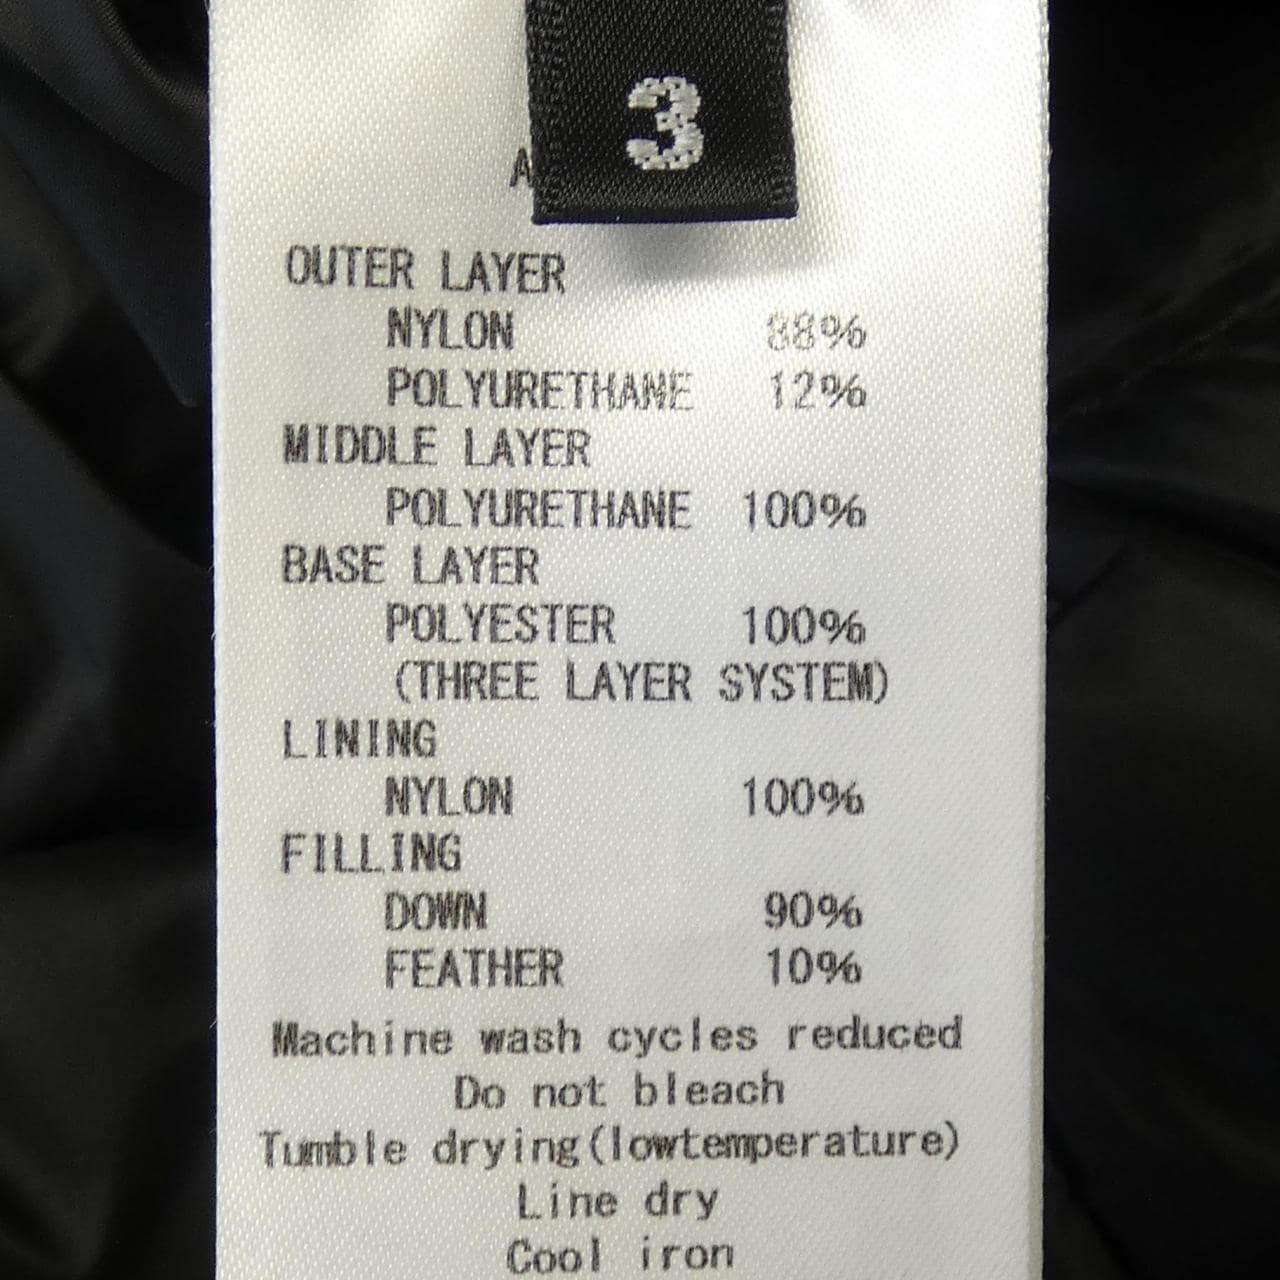 3
OUTER LAYER
NYLON 88%
POLYURETHANE 12%
MIDDLE LAYER
POLYURETHANE 100%
BASE LAYER
POLYESTER 100%
(THREE LAYER SYSTEM)
LINING
NYLON 100%
FILLING
DOWN 90%
FEATHER 10%
Machine wash cycles reduced
Do not bleach
Tumble drying(lowtemperature)
Line dry
Cool iron